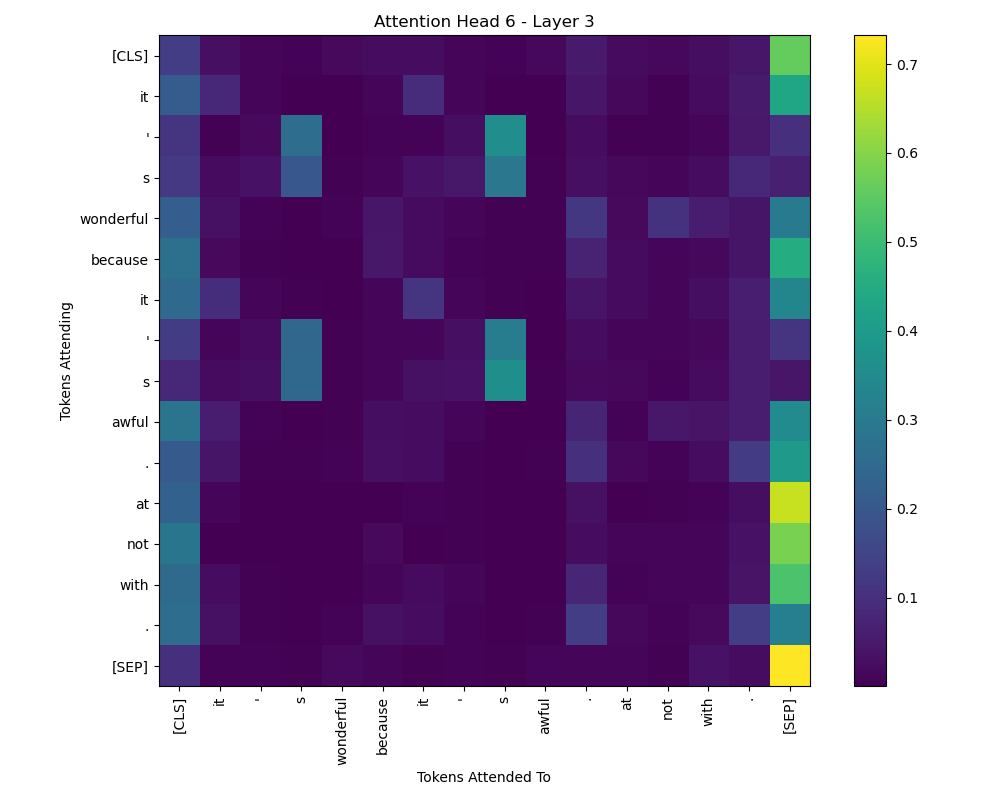 Attention Head 6 - Layer 3
[CLS]
it
'
s
wonderful
because
it
'
s
awful
.
at
not
with
.
[SEP]
Tokens Attending
[CLS]
it
'
s
wonderful
because
it
'
s
awful
.
at
not
with
.
[SEP]
Tokens Attended To
0.7
0.6
0.5
0.4
0.3
0.2
0.1